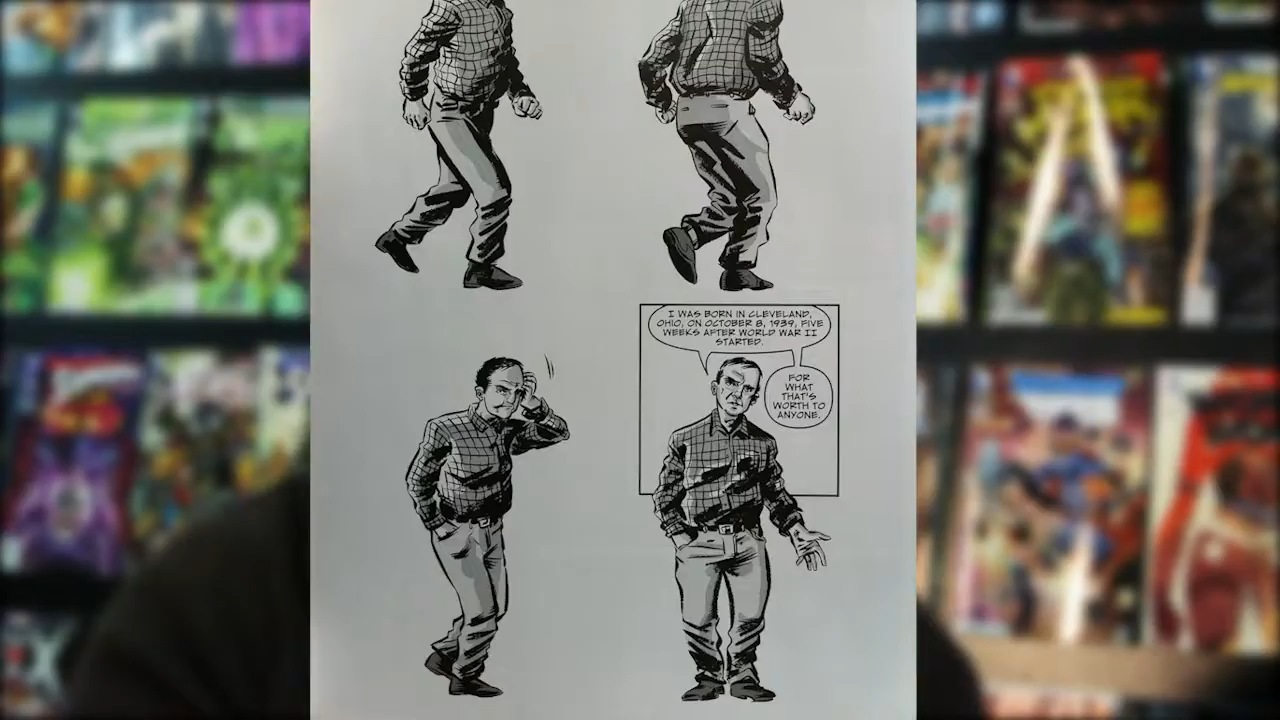 I WAS BORN IN CLEVELAND,
OHIO, ON OCTOBER 8, 1939, FIVE
WEEKS AFTER WORLD WAR II
STARTED.
FOR
WHAT
THAT'S
WORTH TO
ANYONE.